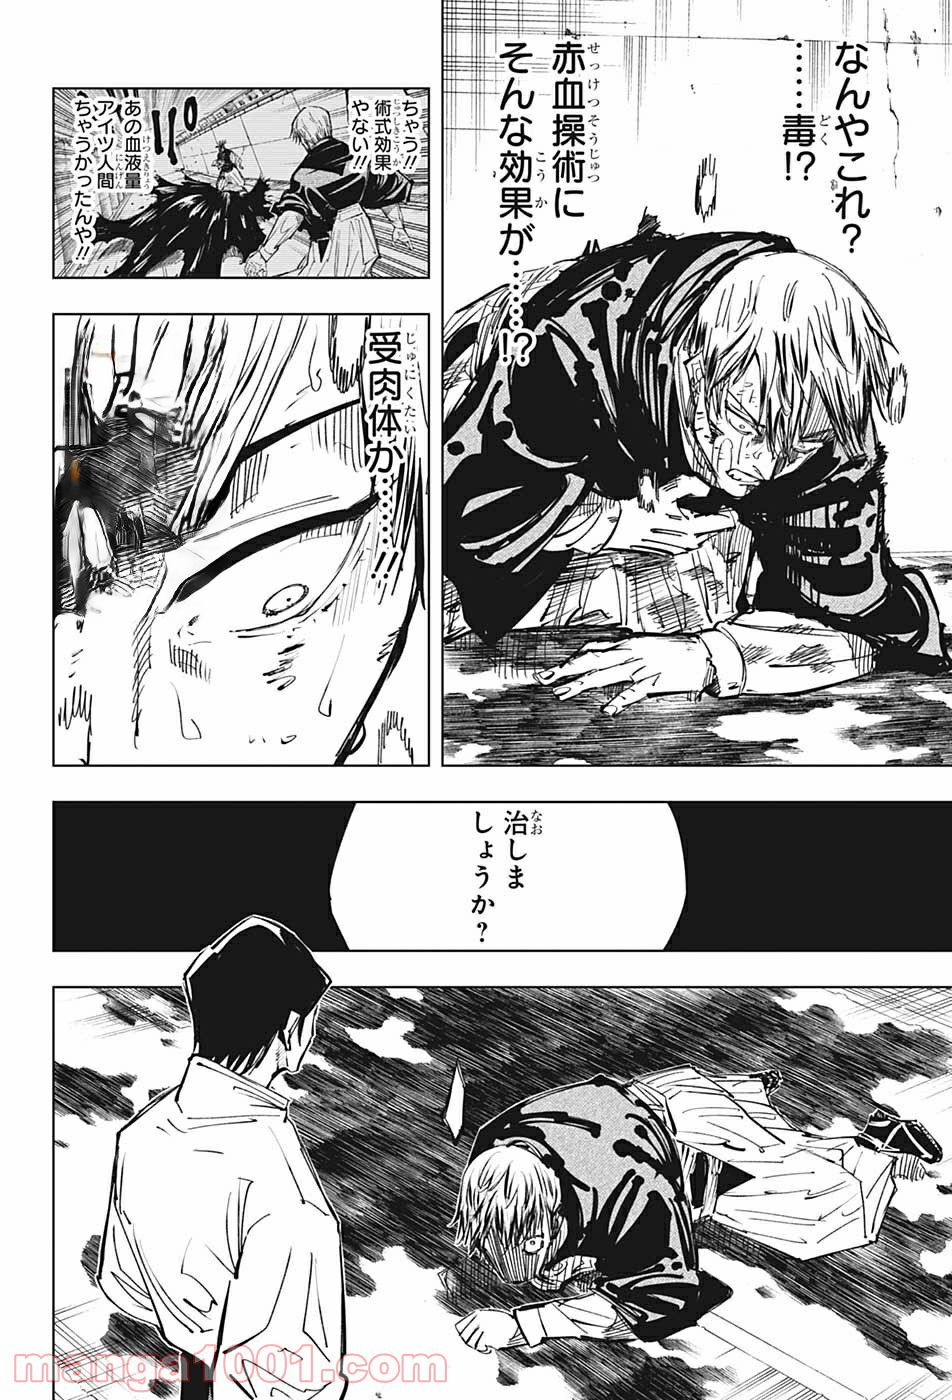 なんやこれ?
……毒!?
赤血操術に
そんな効果が……!?
ちゃう!!
術式効果
やない!!
あの血液量
アイツ人間
ちゃうかったんや!!
受肉体か……!!
治しま
しょうか?
manga1001.com